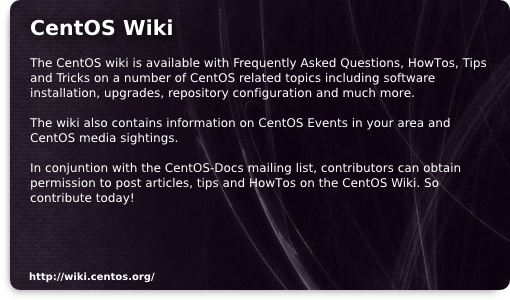 CentOS Wiki
The CentOS wiki is available with Frequently Asked Questions, HowTos, Tips
and Tricks on a number of CentOS related topics including software
installation, upgrades, repository configuration and much more.
The wiki also contains information on CentOS Events in your area and
CentOS media sightings.
In conjuntion with the CentOS-Docs mailing list, contributors can obtain
permission to post articles, tips and HowTos on the CentOS Wiki. So
contribute today!
http://wiki.centos.org/